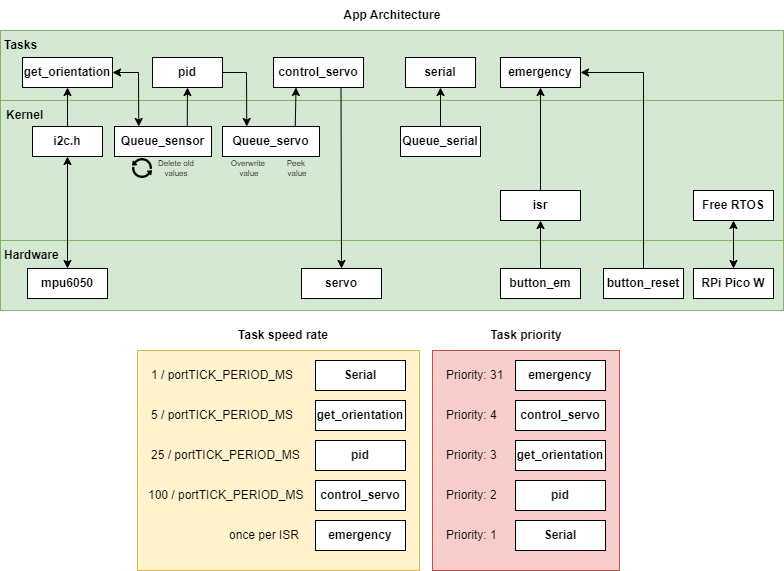 App Architecture
Tasks
get_orientation
pid
control_servo
serial
emergency
Kernel
i2c.h
Queue_sensor
Queue_servo
Queue_serial
Delete old
values
Overwrite
value
Peek
value
isr
Free RTOS
Hardware
mpu6050
servo
button_em
button_reset
RPi Pico W
Task speed rate
1 / portTICK_PERIOD_MS
Serial
5 / portTICK_PERIOD_MS
get_orientation
25 / portTICK_PERIOD_MS
pid
100 / portTICK_PERIOD_MS
control_servo
once per ISR
emergency
Task priority
Priority: 31
emergency
Priority: 4
control_servo
Priority: 3
get_orientation
Priority: 2
pid
Priority: 1
Serial